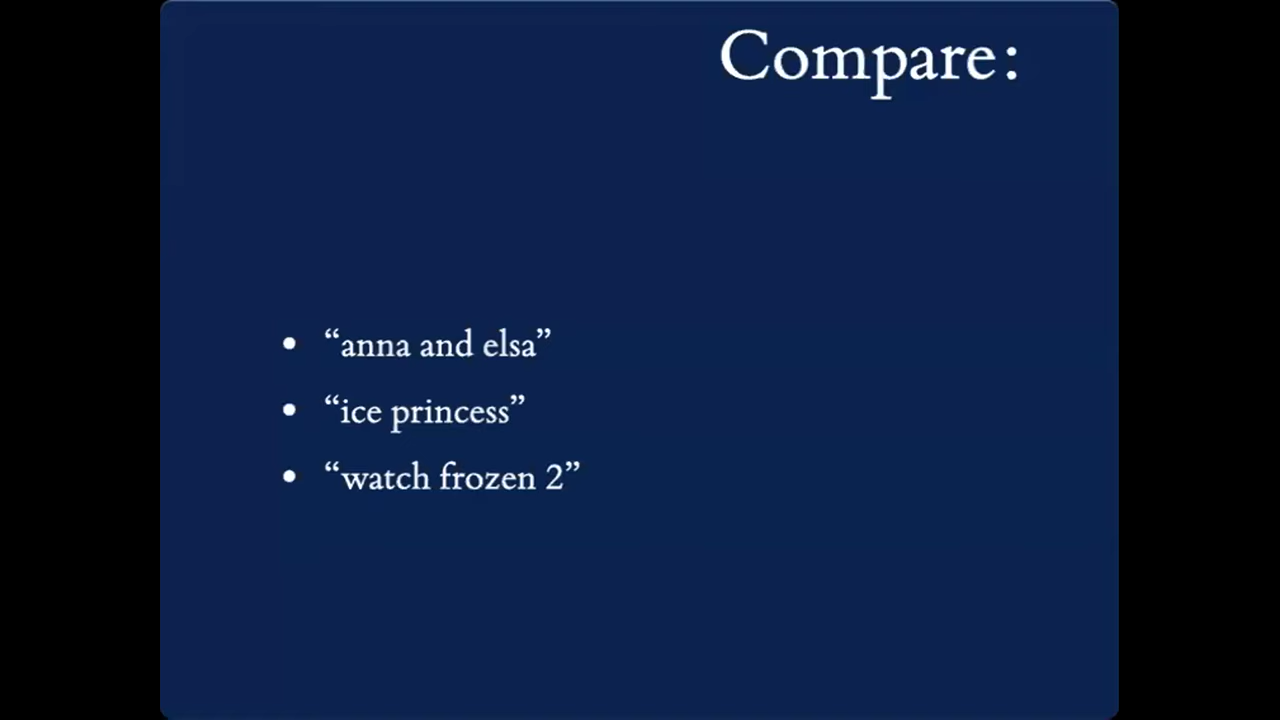 Compare:
• “anna and elsa”
• “ice princess”
• “watch frozen 2”